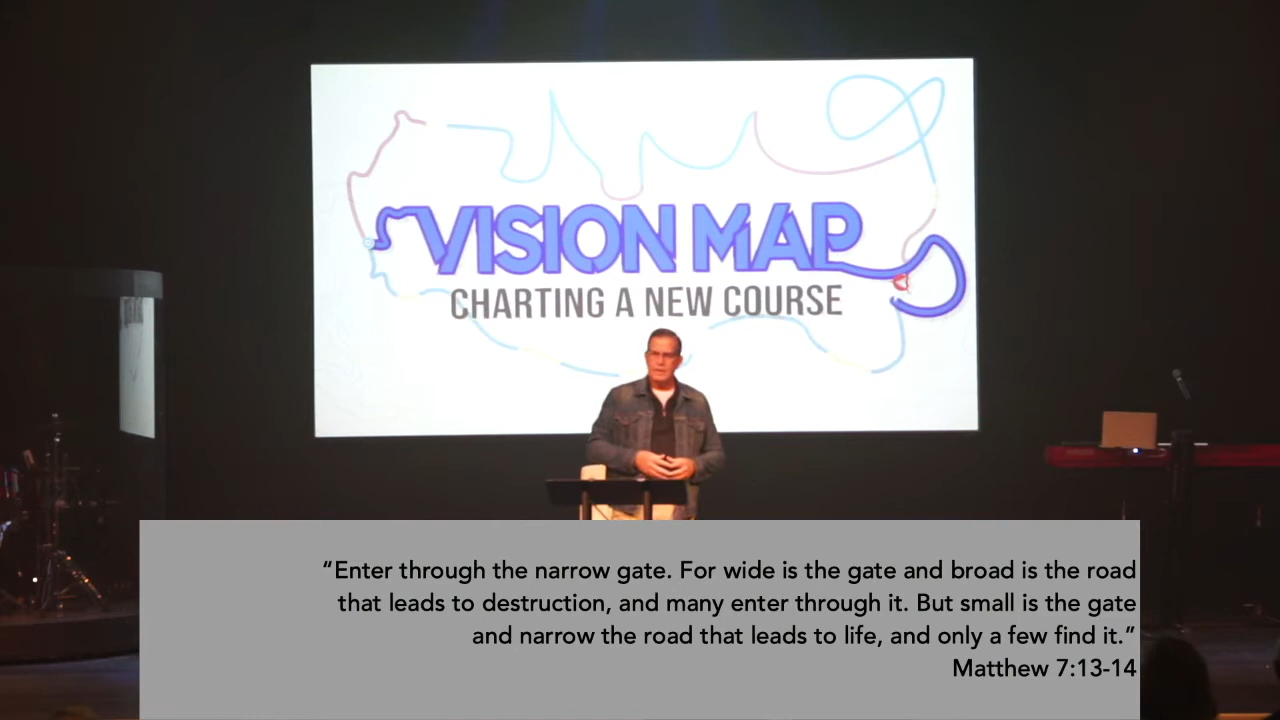 VISION MAP
CHARTING A NEW COURSE
“Enter through the narrow gate. For wide is the gate and broad is the road
that leads to destruction, and many enter through it. But small is the gate
and narrow the road that leads to life, and only a few find it.”
Matthew 7:13-14